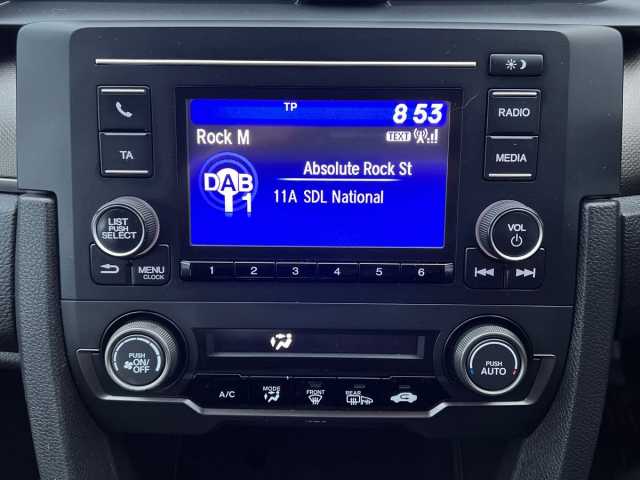 TP
8 53
Rock M
TEXT
Absolute Rock St
DAB
1
11A SDL National
TA
RADIO
MEDIA
LIST
PUSH
SELECT
VOL
MENU
CLOCK
1 2 3 4 5 6
PUSH
ON/
OFF
PUSH
AUTO
A/C
MODE
FRONT
REAR